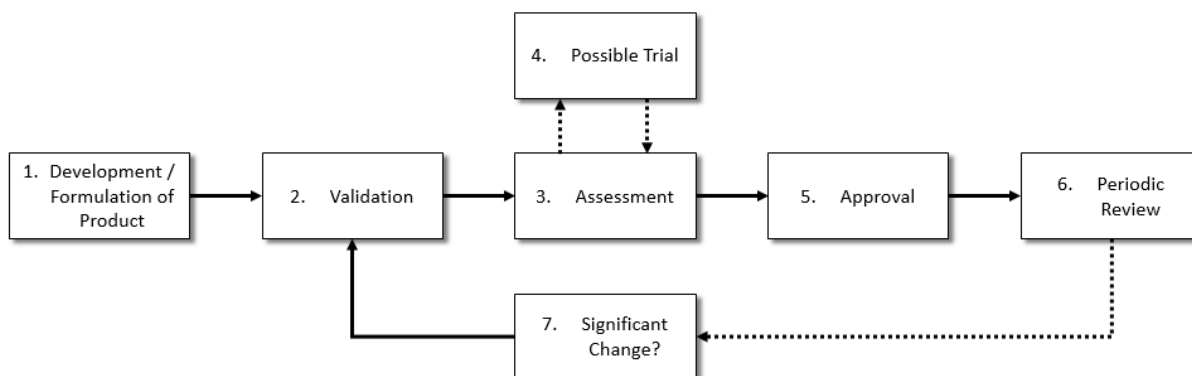 4. Possible Trial
1. Development /
Formulation of
Product
2. Validation
3. Assessment
5. Approval
6. Periodic
Review
7. Significant
Change?